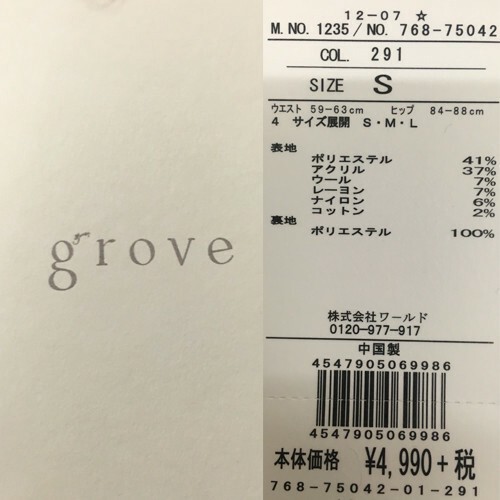 grove
12-07 ☆
M. NO. 1235 / NO. 768-75042
COL. 291
SIZE S
ウエスト 59-63cm ヒップ 84-88cm
4 サイズ展開 S・M・L
表地
ポリエステル 41%
アクリル 37%
ウール 7%
レーヨン 7%
ナイロン 6%
コットン 2%
裏地
ポリエステル 100%
株式会社ワールド
0120-977-917
中国製
4547905069986
4547905069986
本体価格 ¥4,990+税
768-75042-01-291